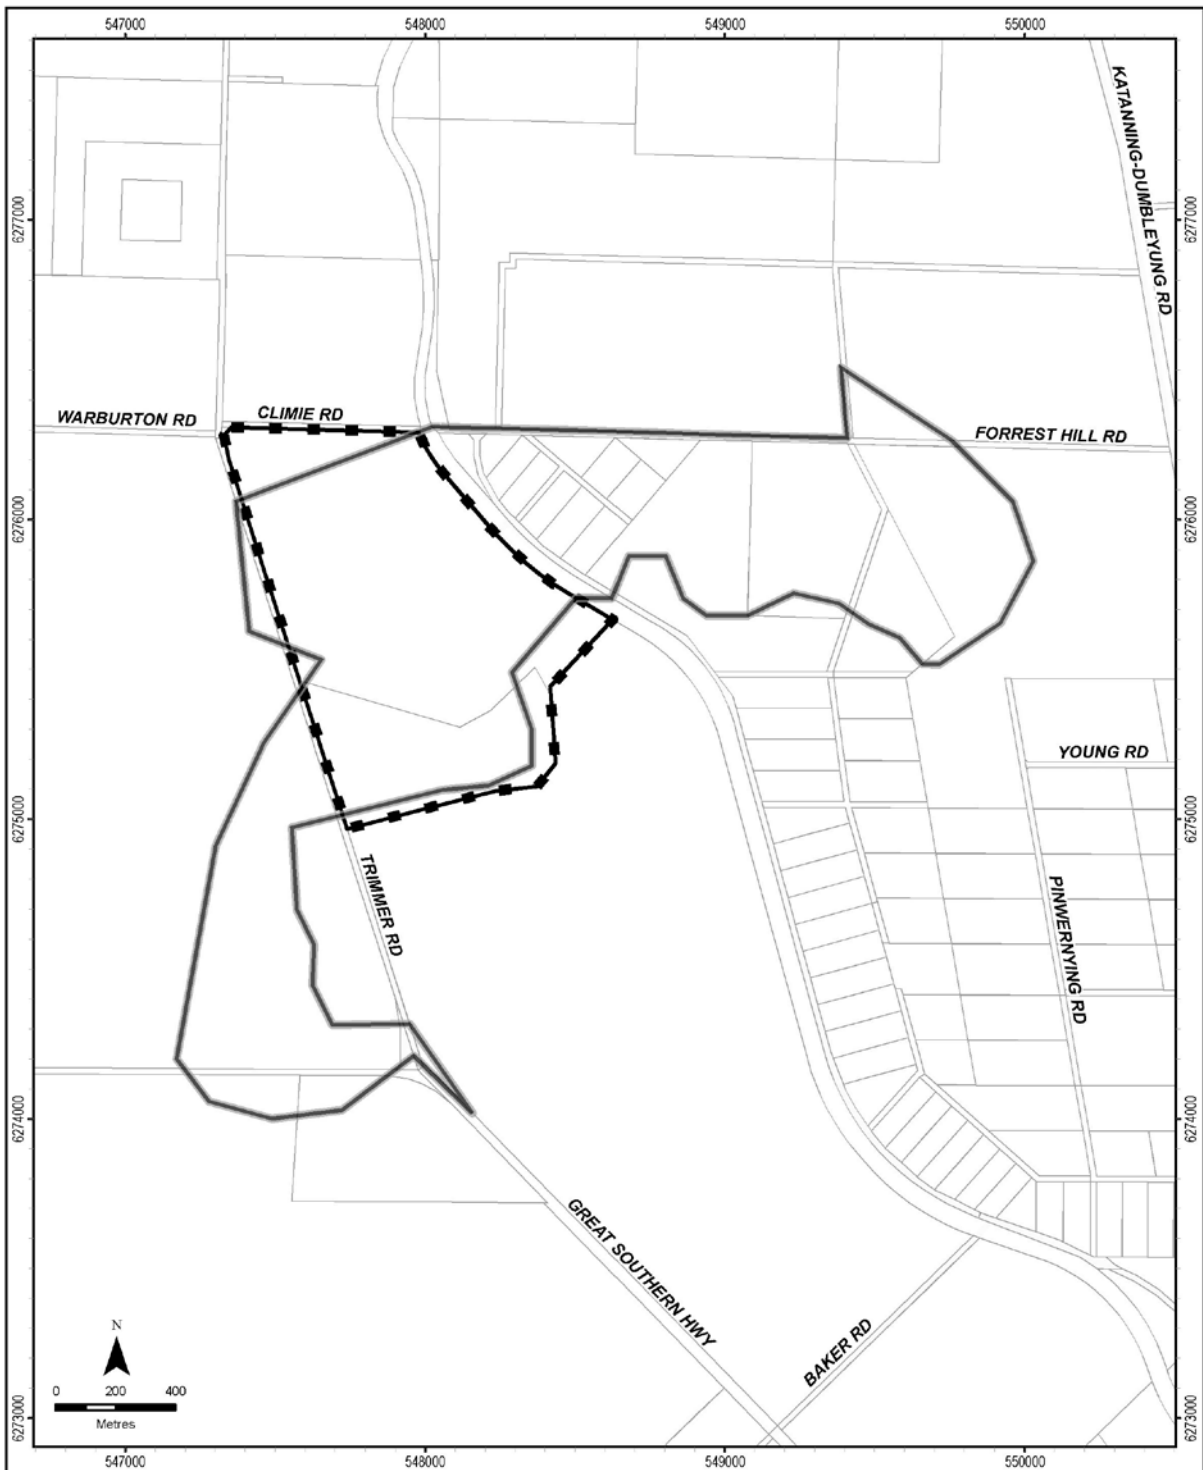 547000
548000
549000
550000
KATANNING-DUMBLEYUNG RD
6277000
6277000
WARBURTON RD
CLIMIE RD
FORREST HILL RD
6276000
6276000
YOUNG RD
6275000
6275000
TRIMMER RD
PINWERNYING RD
6274000
6274000
GREAT SOUTHERN HWY
BAKER RD
N
0 200 400
Metres
6273000
6273000
547000
548000
549000
550000